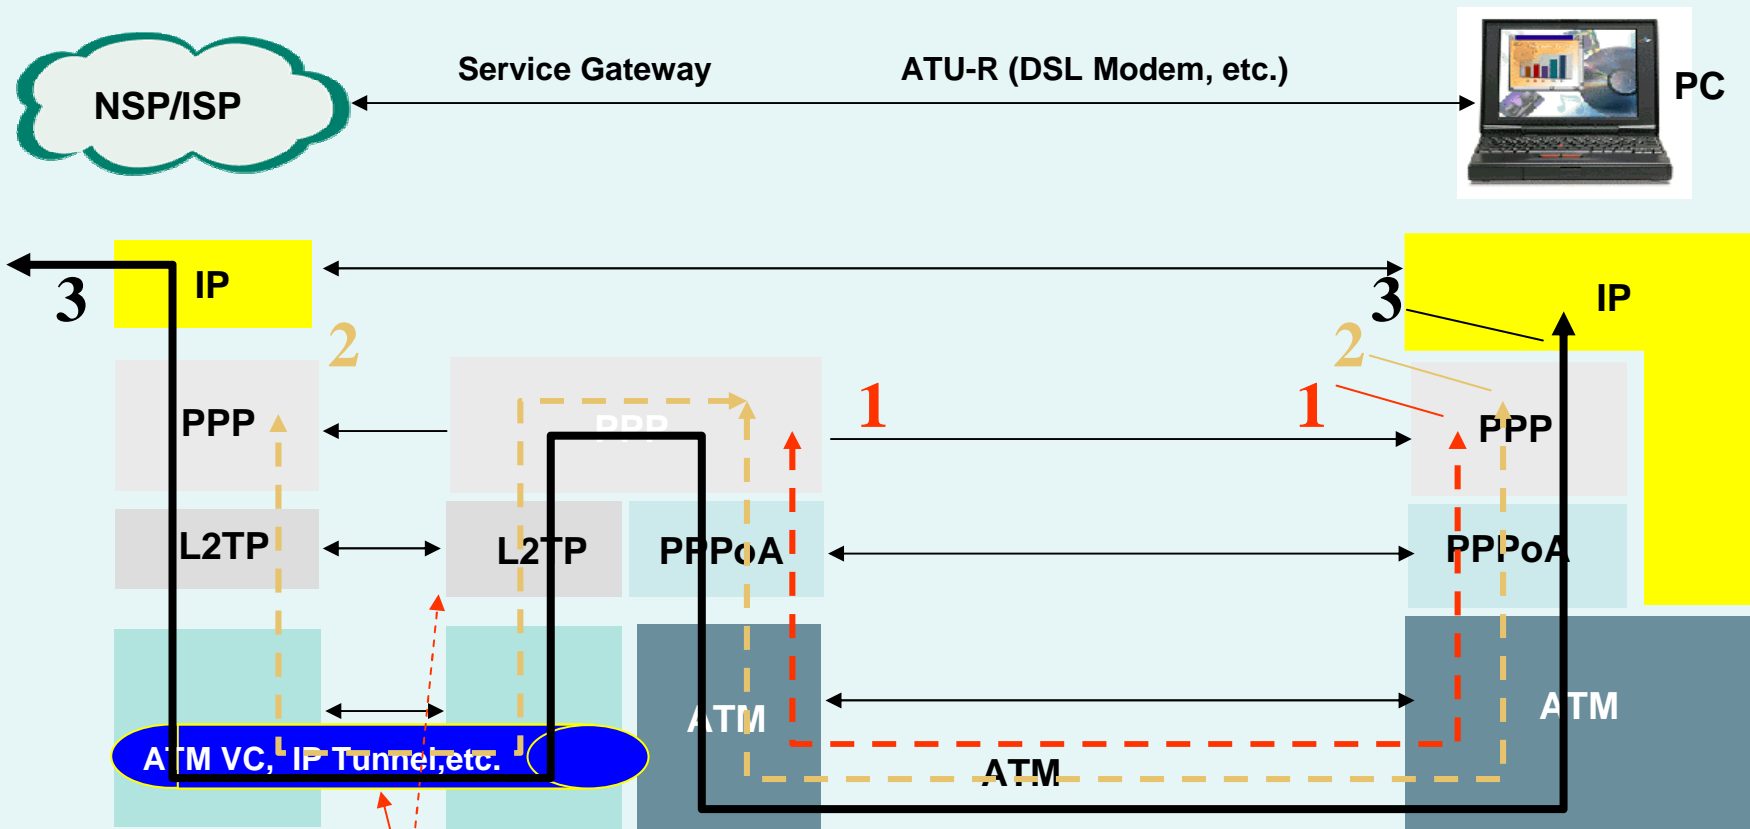 Service Gateway
ATU-R (DSL Modem, etc.)
NSP/ISP
PC
IP
3
3
IP
2
2
PPP
PPP
1
1
PPP
L2TP
L2TP
PPPoA
PPPoA
ATM
ATM
ATM VC, IP Tunnel,etc.
ATM